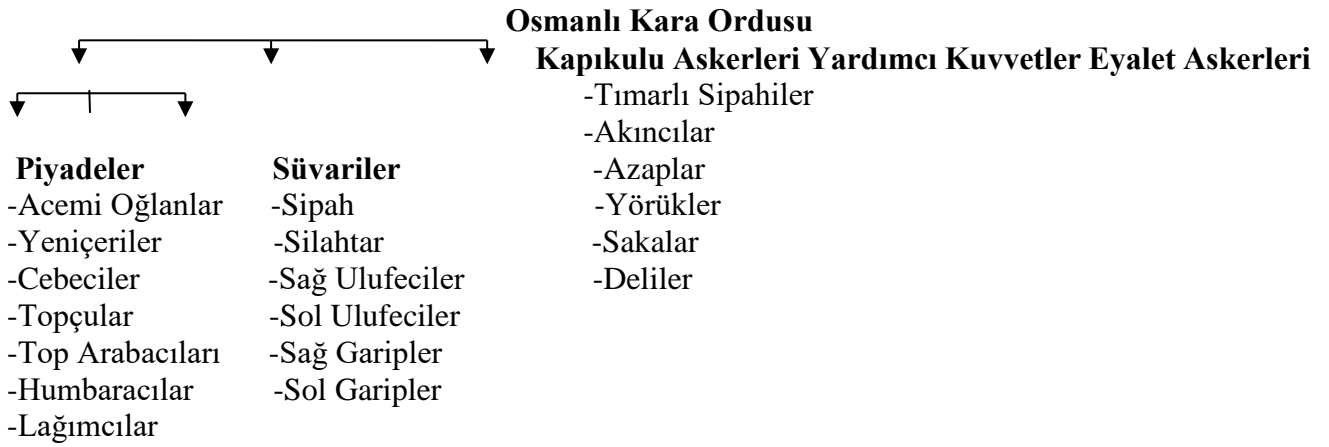 Osmanlı Kara Ordusu
Kapıkulu Askerleri Yardımcı Kuvvetler Eyalet Askerleri
-Tımarlı Sipahiler
-Akıncılar
Piyadeler Süvariler -Azaplar
-Acemi Oğlanlar -Sipah -Yörükler
-Yeniçeriler -Silahtar -Sakalar
-Cebeciler -Sağ Ulufeciler -Deliler
-Topçular -Sol Ulufeciler
-Top Arabacıları -Sağ Garipler
-Humbaracılar -Sol Garipler
-Lağımcılar